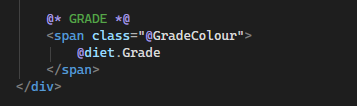 @* GRADE *@
<span class="@GradeColour">
@diet.Grade
</span>
</div>